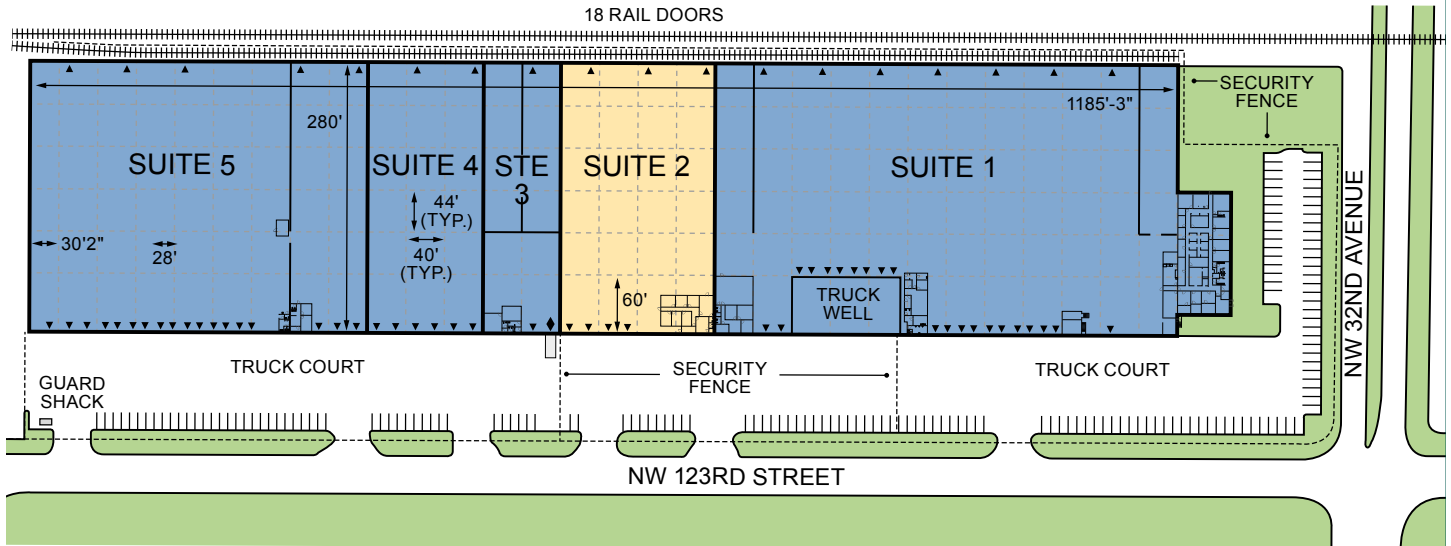 18 RAIL DOORS
SECURITY
FENCE
1185'-3"
280'
SUITE 5
SUITE 4
STE
3
SUITE 2
SUITE 1
44'
(TYP.)
30'2"
28'
40'
(TYP.)
60'
TRUCK
WELL
NW 32ND AVENUE
TRUCK COURT
SECURITY
FENCE
TRUCK COURT
GUARD
SHACK
NW 123RD STREET